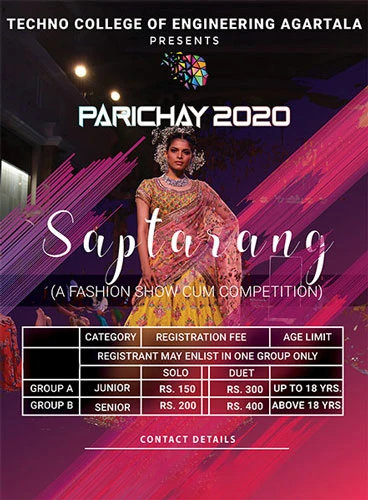 TECHNO COLLEGE OF ENGINEERING AGARTALA
PRESENTS
PARICHAY 2020
Saptarang
(A FASHION SHOW CUM COMPETITION)
CATEGORY REGISTRATION FEE AGE LIMIT
REGISTRANT MAY ENLIST IN ONE GROUP ONLY
SOLO DUET
GROUP A JUNIOR RS. 150 RS. 300 UP TO 18 YRS.
GROUP B SENIOR RS. 200 RS. 400 ABOVE 18 YRS.
CONTACT DETAILS